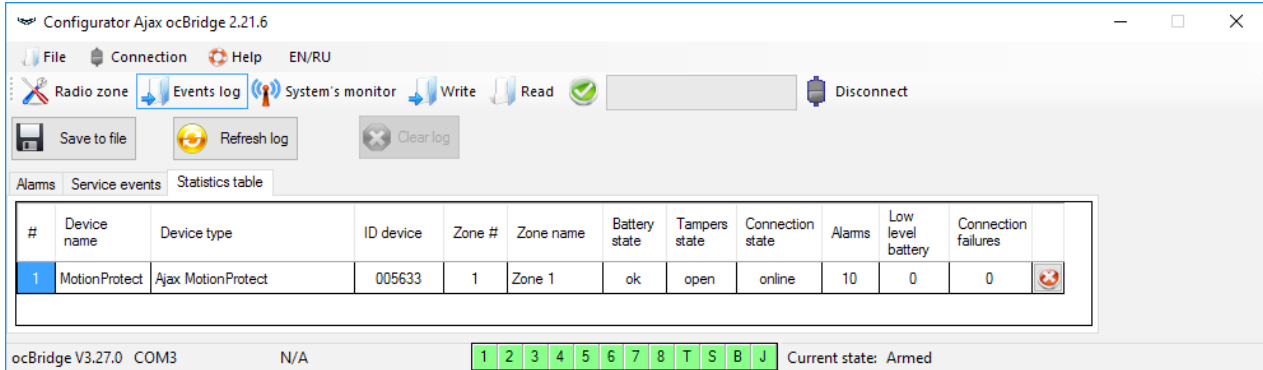 Configurator Ajax ocBridge 2.21.6
File Connection Help EN/RU
Radio zone Events log System's monitor Write Read Disconnect
Save to file Refresh log Clear log
Alarms Service events Statistics table
# Device name Device type ID device Zone # Zone name Battery state Tampers state Connection state Alarms Low level battery Connection failures
1 MotionProtect Ajax MotionProtect 005633 1 Zone 1 ok open online 10 0 0
ocBridge V3.27.0 COM3 N/A 1 2 3 4 5 6 7 8 T S B J Current state: Armed